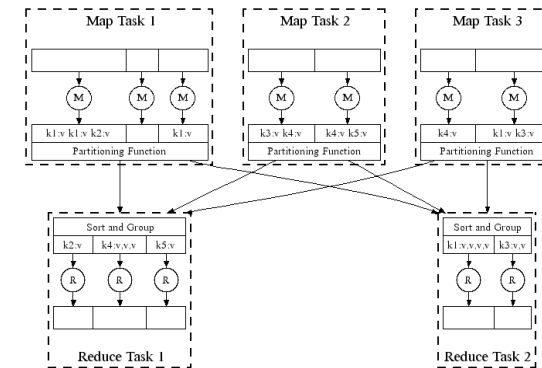 Map Task 1
Map Task 2
Map Task 3
M
M
M
M
M
M
M
k1:v k1:v k2:v
k1:v
k3:v k4:v
k4:v k5:v
k4:v
k1:v k3:v
Partitioning Function
Partitioning Function
Partitioning Function
Sort and Group
Sort and Group
k2:v
k4:v,v,v
k5:v
k1:v,v,v,v
k3:v,v
R
R
R
R
R
Reduce Task 1
Reduce Task 2